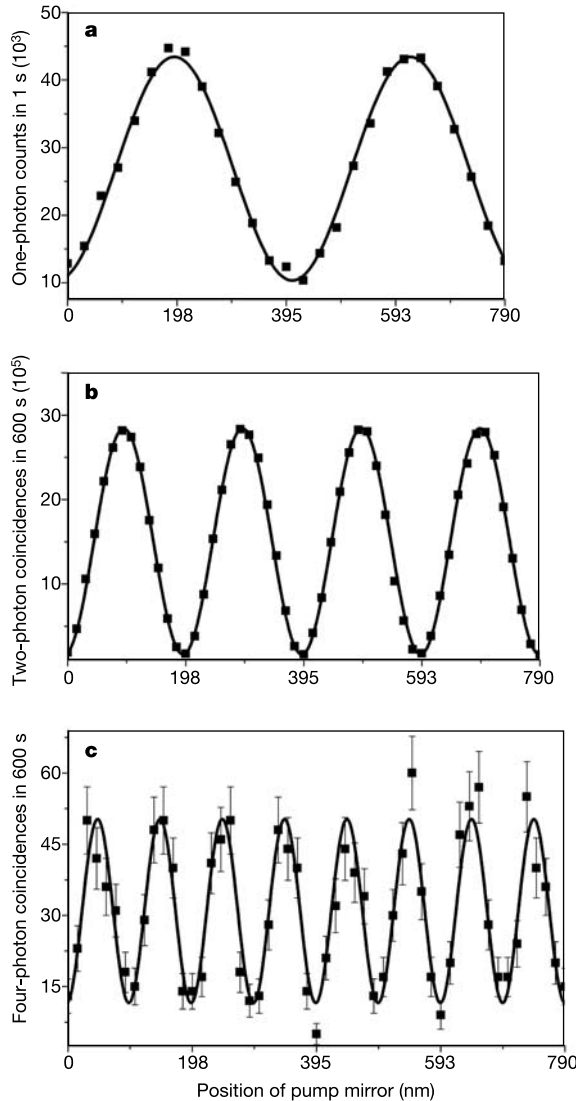 a
One-photon counts in 1 s (10³)
50
40
30
20
10
0 198 395 593 790
b
Two-photon coincidences in 600 s (10⁵)
30
20
10
0 198 395 593 790
c
Four-photon coincidences in 600 s
60
45
30
15
0 198 395 593 790
Position of pump mirror (nm)